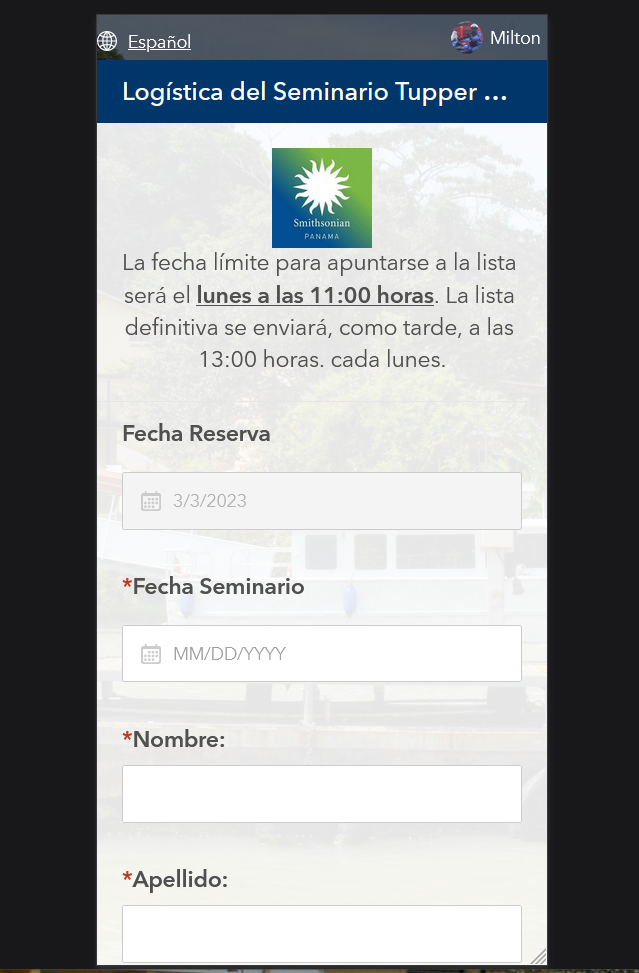 Español
Milton
Logística del Seminario Tupper ...
Smithsonian
PANAMA
La fecha límite para apuntarse a la lista
será el lunes a las 11:00 horas. La lista
definitiva se enviará, como tarde, a las
13:00 horas. cada lunes.
Fecha Reserva
3/3/2023
*Fecha Seminario
MM/DD/YYYY
*Nombre:
*Apellido: